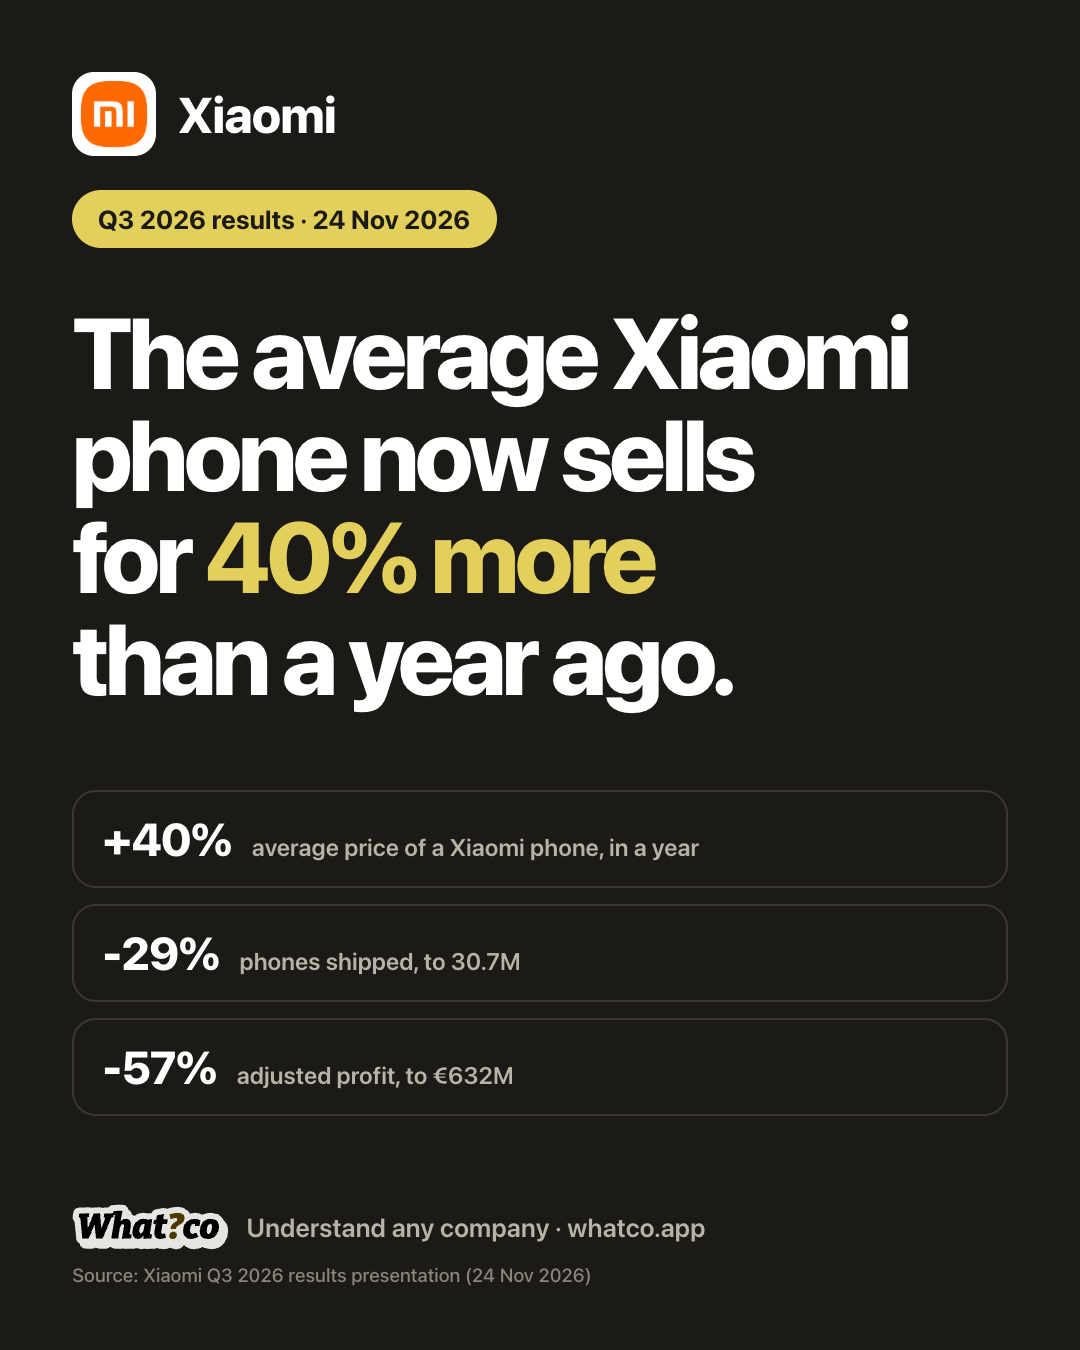 mi
Xiaomi
Q3 2026 results · 24 Nov 2026
The average Xiaomi
phone now sells
for 40% more
than a year ago.
+40% average price of a Xiaomi phone, in a year
-29% phones shipped, to 30.7M
-57% adjusted profit, to €632M
What?co Understand any company · whatco.app
Source: Xiaomi Q3 2026 results presentation (24 Nov 2026)